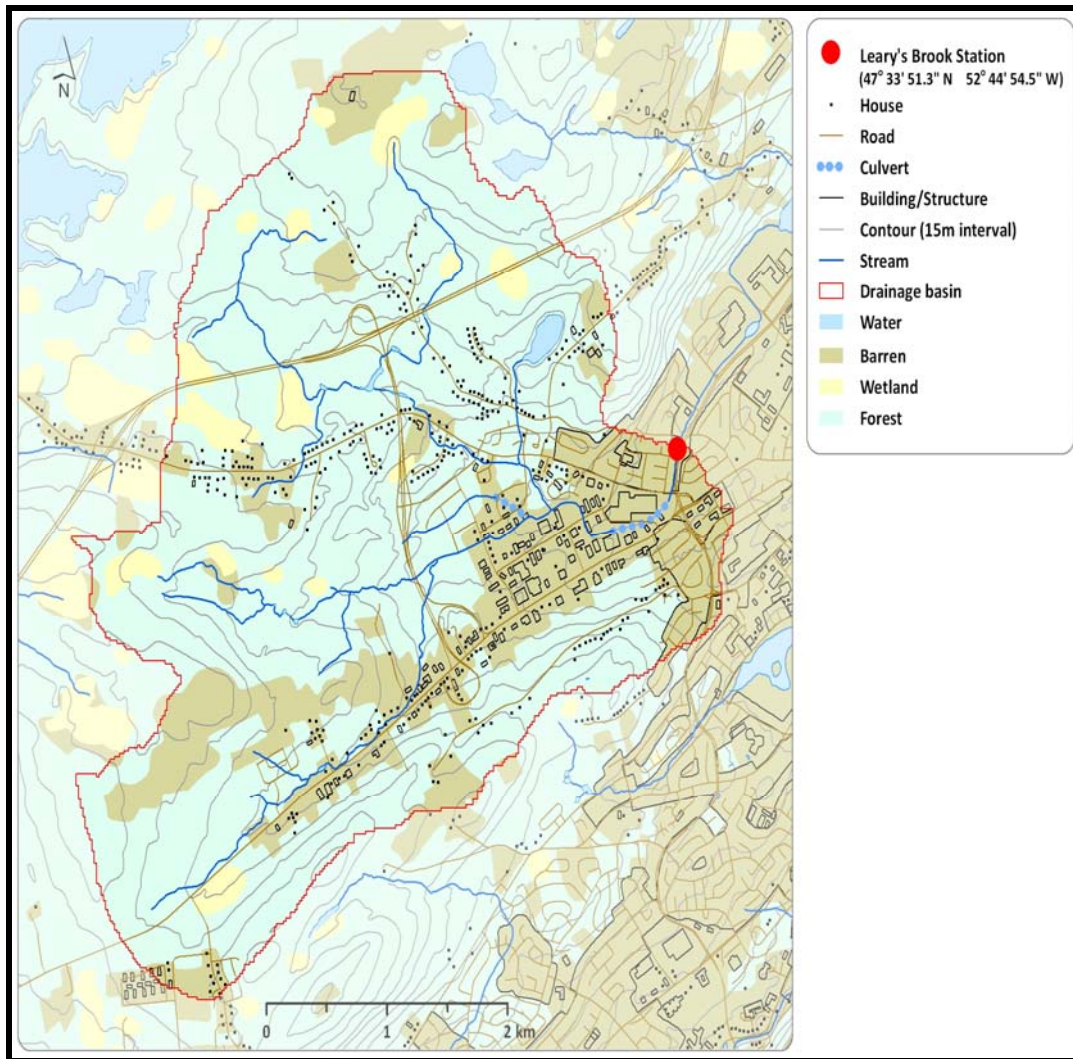 N
Leary's Brook Station
(47° 33' 51.3" N 52° 44' 54.5" W)
House
Road
Culvert
Building/Structure
Contour (15m interval)
Stream
Drainage basin
Water
Barren
Wetland
Forest
0 1 2 km